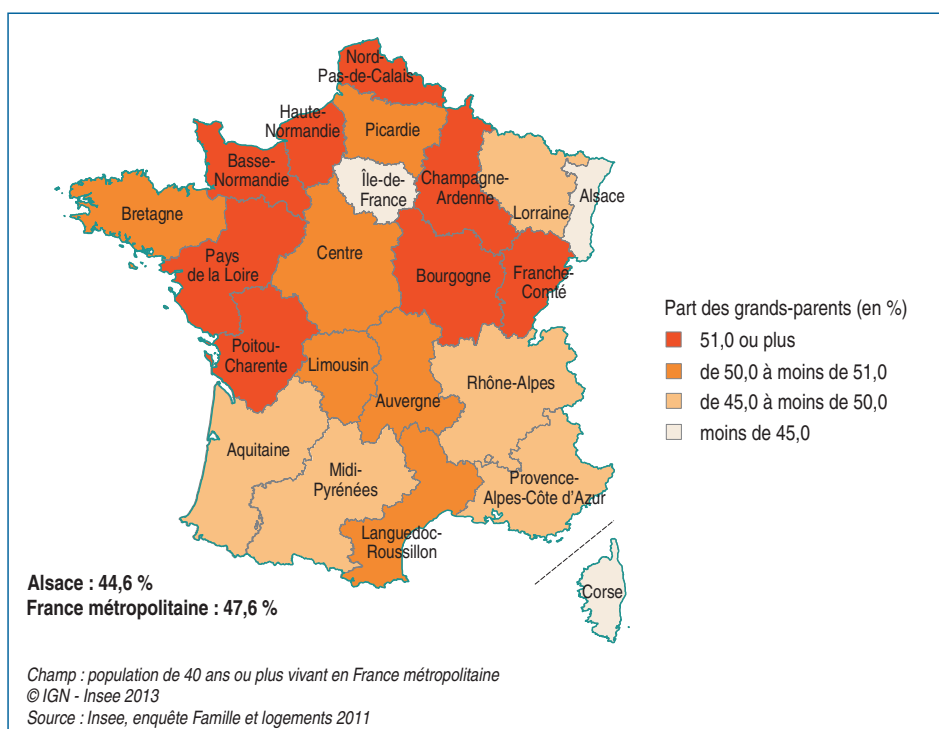 Nord-
Pas-de-Calais
Haute-
Normandie
Picardie
Basse-
Normandie
Île-de-
France
Champagne-
Ardenne
Lorraine
Alsace
Bretagne
Pays
de la Loire
Centre
Bourgogne
Franche-
Comté
Poitou-
Charente
Limousin
Auvergne
Rhône-Alpes
Aquitaine
Midi-
Pyrénées
Provence-
Alpes-Côte d'Azur
Languedoc-
Roussillon
Corse
Part des grands-parents (en %)
51,0 ou plus
de 50,0 à moins de 51,0
de 45,0 à moins de 50,0
moins de 45,0
Alsace : 44,6 %
France métropolitaine : 47,6 %
Champ : population de 40 ans ou plus vivant en France métropolitaine
© IGN - Insee 2013
Source : Insee, enquête Famille et logements 2011